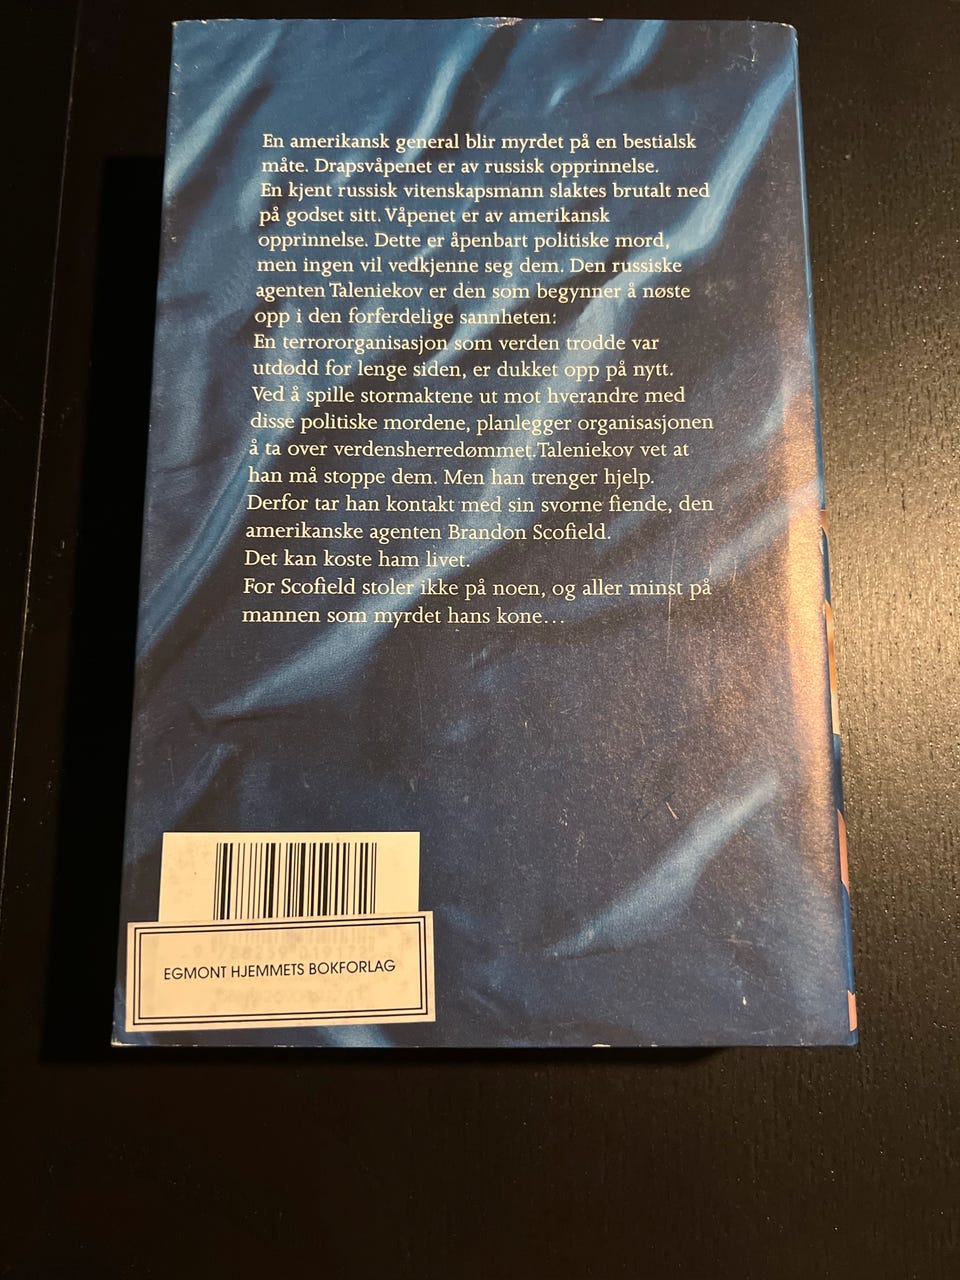 En amerikansk general blir myrdet på en bestialsk
måte. Drapsvåpenet er av russisk opprinnelse.
En kjent russisk vitenskapsmann slaktes brutalt ned
på godset sitt. Våpenet er av amerikansk
opprinnelse. Dette er åpenbart politiske mord,
men ingen vil vedkjenne seg dem. Den russiske
agenten Taleniekov er den som begynner å nøste
opp i den forferdelige sannheten:
En terrororganisasjon som verden trodde var
utdødd for lenge siden, er dukket opp på nytt.
Ved å spille stormaktene ut mot hverandre med
disse politiske mordene, planlegger organisasjonen
å ta over verdensherredømmet.Taleniekov vet at
han må stoppe dem. Men han trenger hjelp.
Derfor tar han kontakt med sin svorne fiende, den
amerikanske agenten Brandon Scofield.
Det kan koste ham livet.
For Scofield stoler ikke på noen, og aller minst på
mannen som myrdet hans kone…
EGMONT HJEMMETS BOKFORLAG